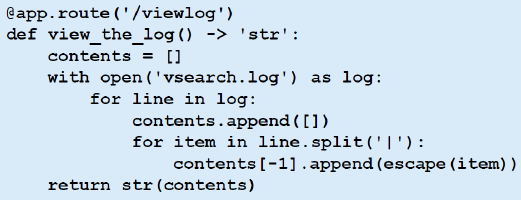 @app.route('/viewlog')
def view_the_log() -> 'str':
    contents = []
    with open('vsearch.log') as log:
        for line in log:
            contents.append([])
            for item in line.split('|'):
                contents[-1].append(escape(item))
    return str(contents)